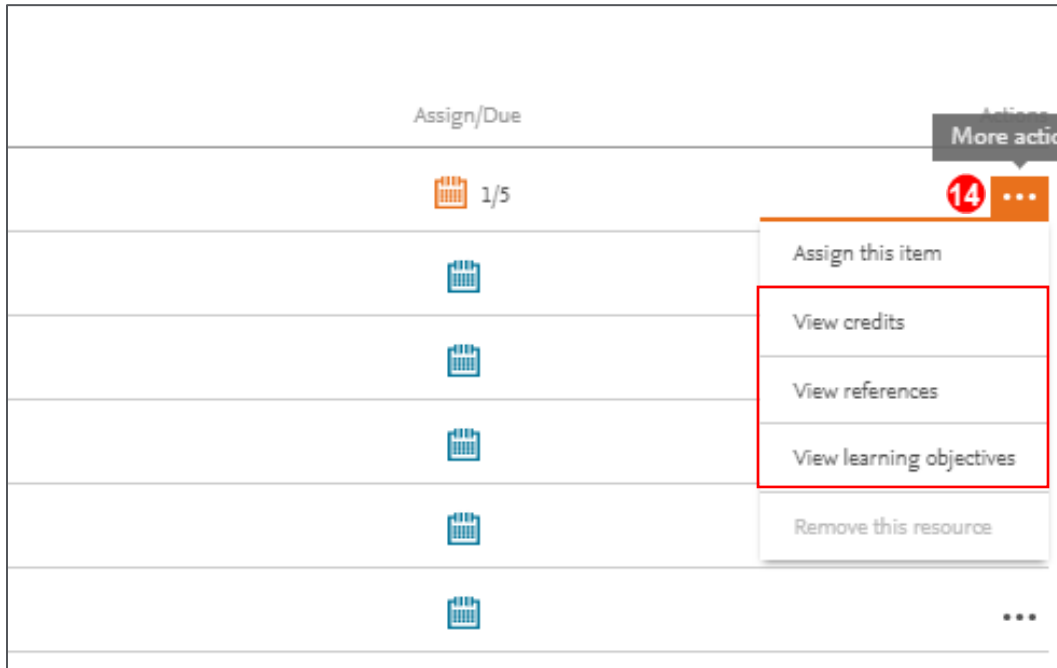 Assign/Due
Actions
More actio
1/5
14
Assign this item
View credits
View references
View learning objectives
Remove this resource